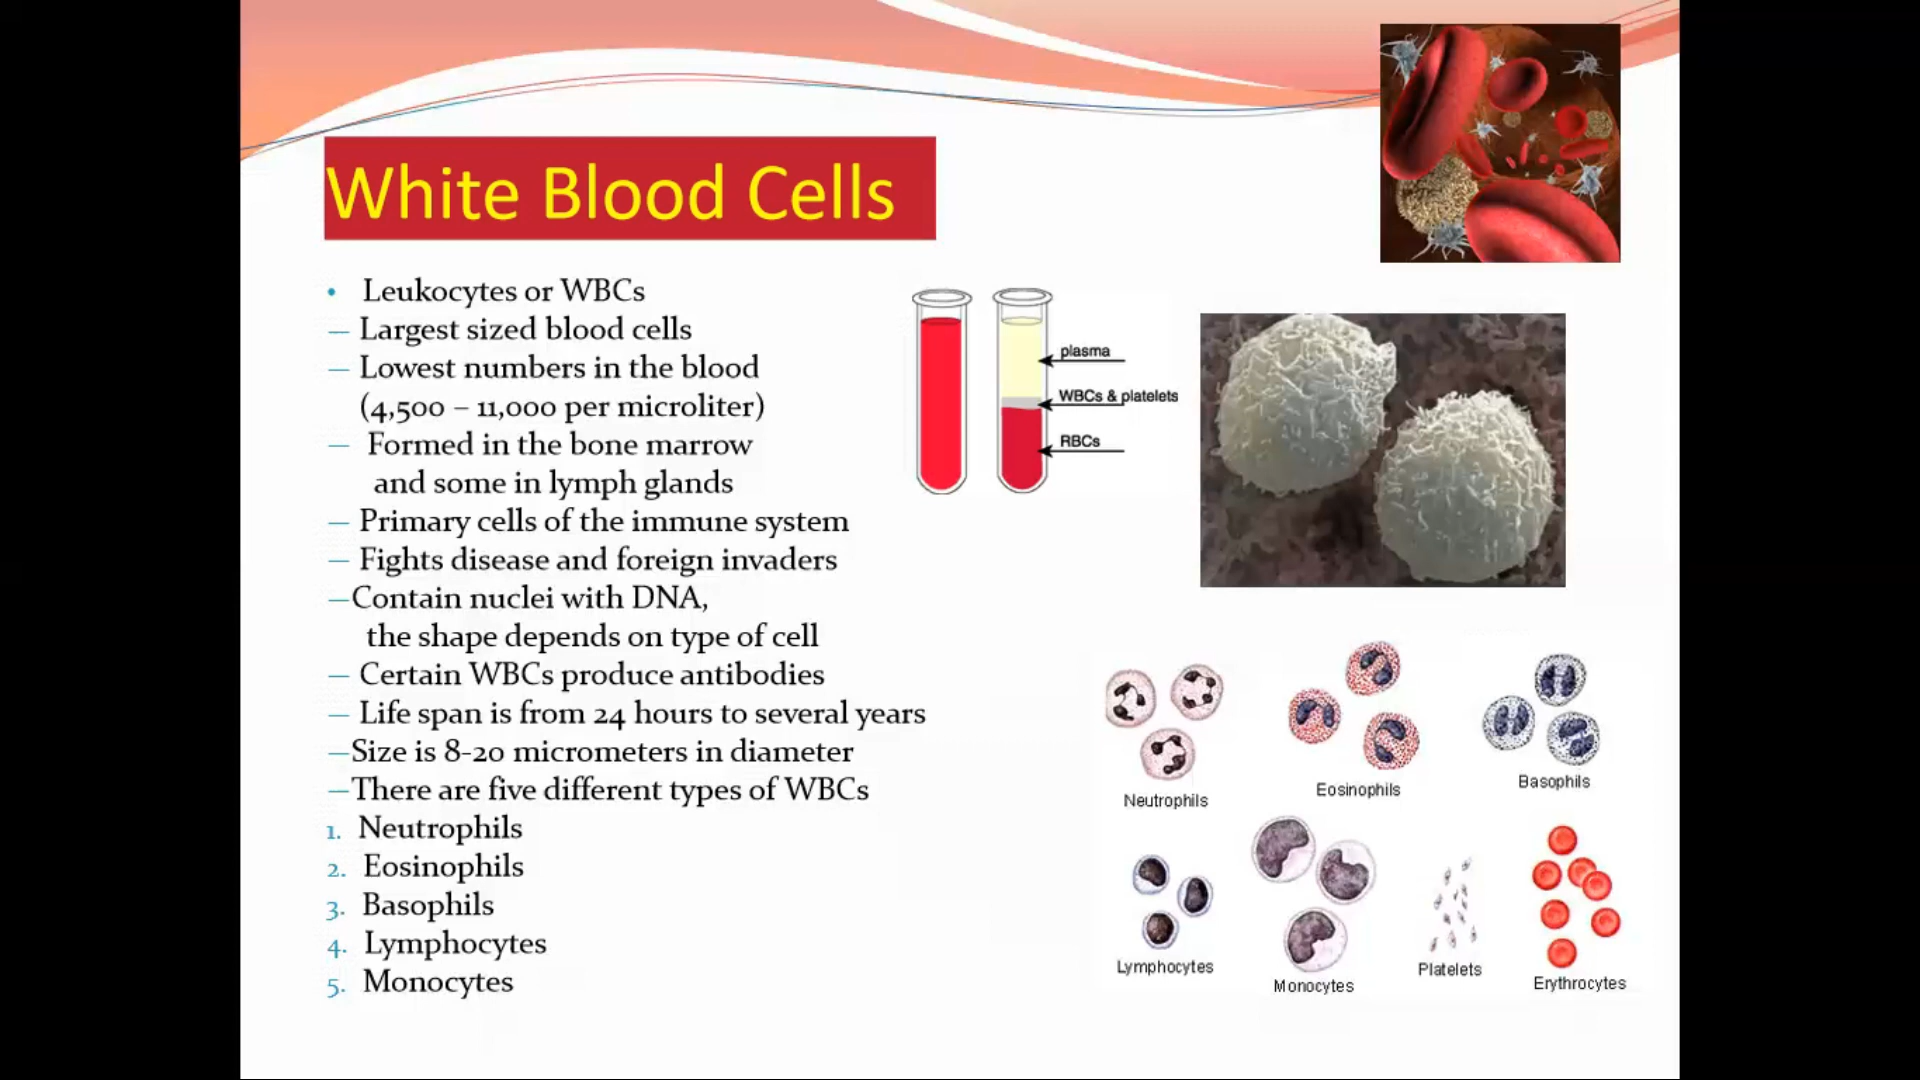 White Blood Cells
• Leukocytes or WBCs
– Largest sized blood cells
– Lowest numbers in the blood
(4,500 – 11,000 per microliter)
– Formed in the bone marrow
and some in lymph glands
– Primary cells of the immune system
– Fights disease and foreign invaders
–Contain nuclei with DNA,
the shape depends on type of cell
– Certain WBCs produce antibodies
– Life span is from 24 hours to several years
–Size is 8-20 micrometers in diameter
–There are five different types of WBCs
1. Neutrophils
2. Eosinophils
3. Basophils
4. Lymphocytes
5. Monocytes
plasma
WBCs & platelets
RBCs
Neutrophils
Eosinophils
Basophils
Lymphocytes
Monocytes
Platelets
Erythrocytes